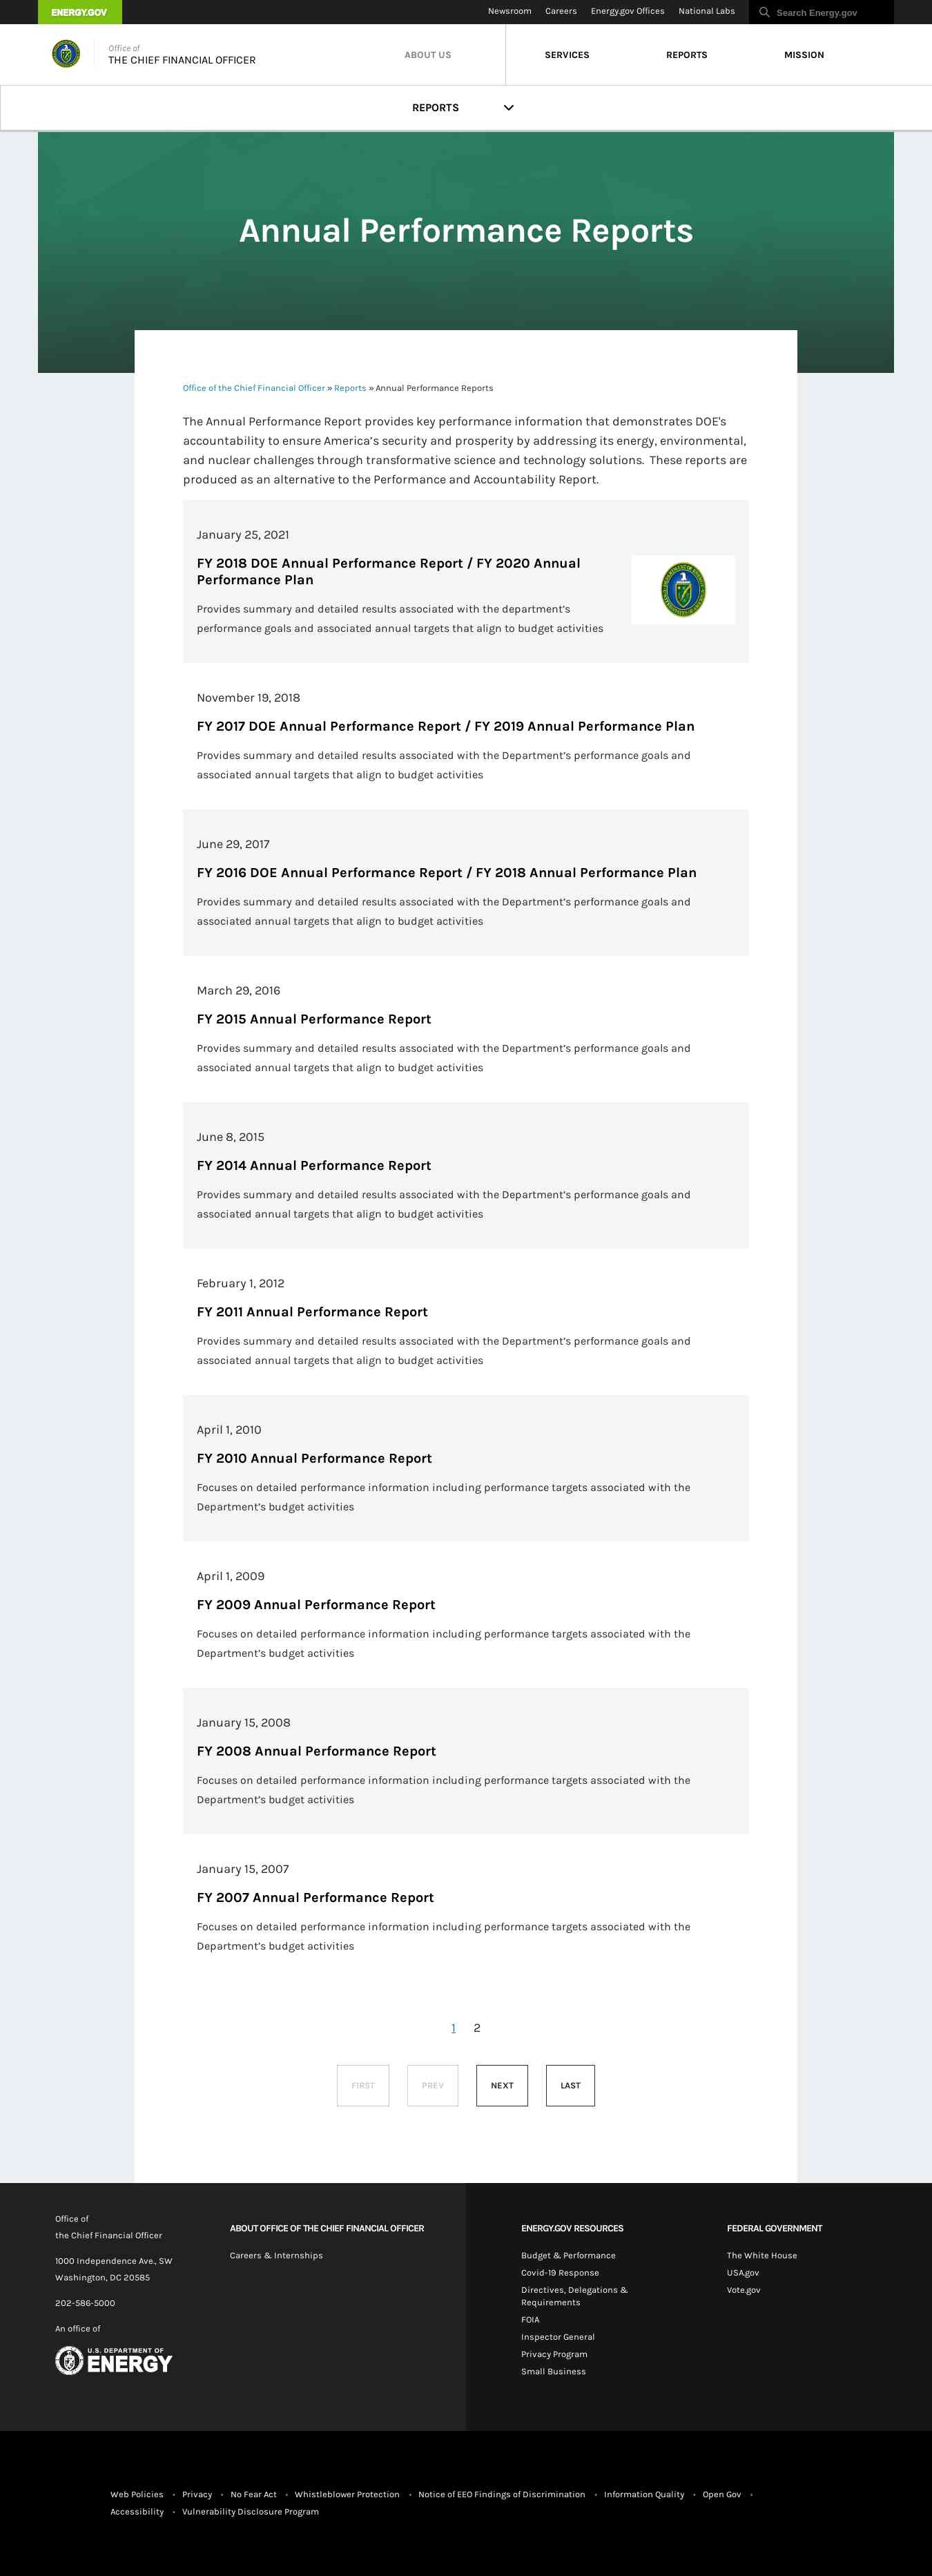 ENERGY.GOV
Newsroom Careers Energy.gov Offices National Labs Search Energy.gov
Office of
THE CHIEF FINANCIAL OFFICER
ABOUT US SERVICES REPORTS MISSION
REPORTS
Annual Performance Reports
Office of the Chief Financial Officer » Reports » Annual Performance Reports
The Annual Performance Report provides key performance information that demonstrates DOE's
accountability to ensure America’s security and prosperity by addressing its energy, environmental,
and nuclear challenges through transformative science and technology solutions.  These reports are
produced as an alternative to the Performance and Accountability Report.
January 25, 2021
FY 2018 DOE Annual Performance Report / FY 2020 Annual
Performance Plan
Provides summary and detailed results associated with the department’s
performance goals and associated annual targets that align to budget activities
November 19, 2018
FY 2017 DOE Annual Performance Report / FY 2019 Annual Performance Plan
Provides summary and detailed results associated with the Department’s performance goals and
associated annual targets that align to budget activities
June 29, 2017
FY 2016 DOE Annual Performance Report / FY 2018 Annual Performance Plan
Provides summary and detailed results associated with the Department’s performance goals and
associated annual targets that align to budget activities
March 29, 2016
FY 2015 Annual Performance Report
Provides summary and detailed results associated with the Department’s performance goals and
associated annual targets that align to budget activities
June 8, 2015
FY 2014 Annual Performance Report
Provides summary and detailed results associated with the Department’s performance goals and
associated annual targets that align to budget activities
February 1, 2012
FY 2011 Annual Performance Report
Provides summary and detailed results associated with the Department’s performance goals and
associated annual targets that align to budget activities
April 1, 2010
FY 2010 Annual Performance Report
Focuses on detailed performance information including performance targets associated with the
Department’s budget activities
April 1, 2009
FY 2009 Annual Performance Report
Focuses on detailed performance information including performance targets associated with the
Department’s budget activities
January 15, 2008
FY 2008 Annual Performance Report
Focuses on detailed performance information including performance targets associated with the
Department’s budget activities
January 15, 2007
FY 2007 Annual Performance Report
Focuses on detailed performance information including performance targets associated with the
Department’s budget activities
1 2
FIRST PREV NEXT LAST
Office of
the Chief Financial Officer
1000 Independence Ave., SW
Washington, DC 20585
202-586-5000
An office of
U.S. DEPARTMENT OF
ENERGY
ABOUT OFFICE OF THE CHIEF FINANCIAL OFFICER
Careers & Internships
ENERGY.GOV RESOURCES
Budget & Performance
Covid-19 Response
Directives, Delegations &
Requirements
FOIA
Inspector General
Privacy Program
Small Business
FEDERAL GOVERNMENT
The White House
USA.gov
Vote.gov
Web Policies • Privacy • No Fear Act • Whistleblower Protection • Notice of EEO Findings of Discrimination • Information Quality • Open Gov •
Accessibility • Vulnerability Disclosure Program